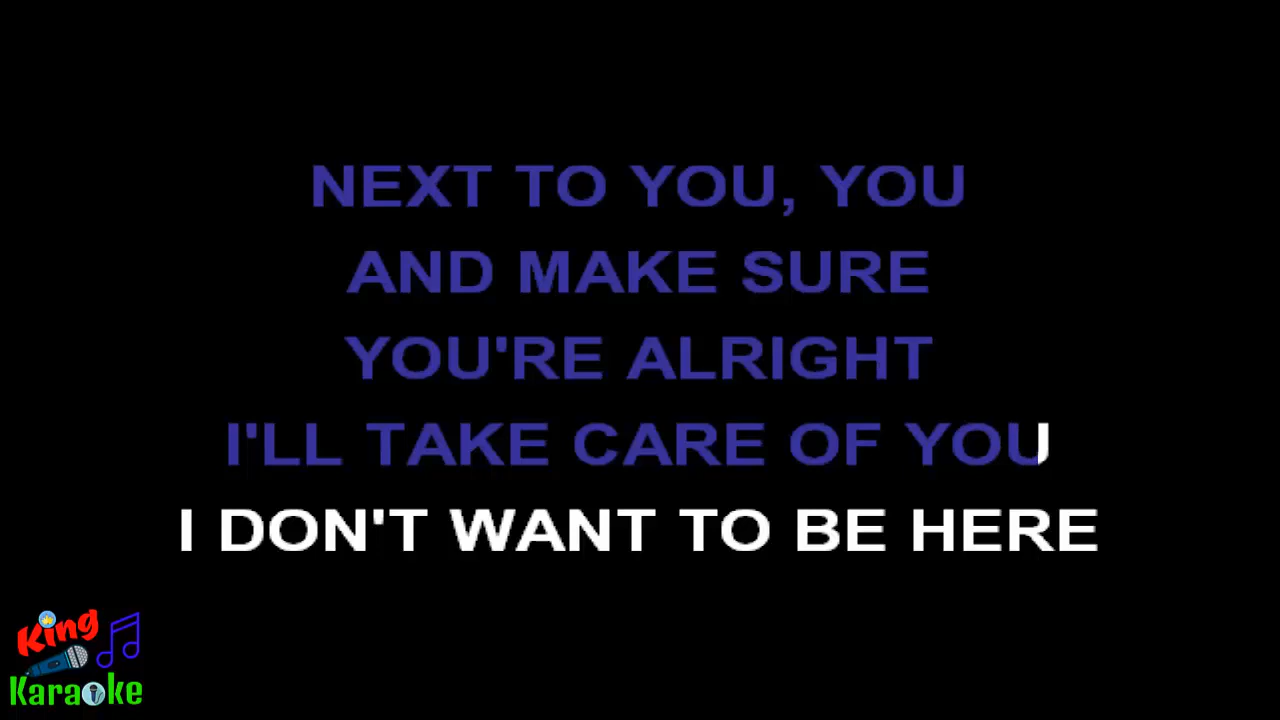 NEXT TO YOU, YOU
AND MAKE SURE
YOU'RE ALRIGHT
I'LL TAKE CARE OF YOU
I DON'T WANT TO BE HERE
King
Karaoke